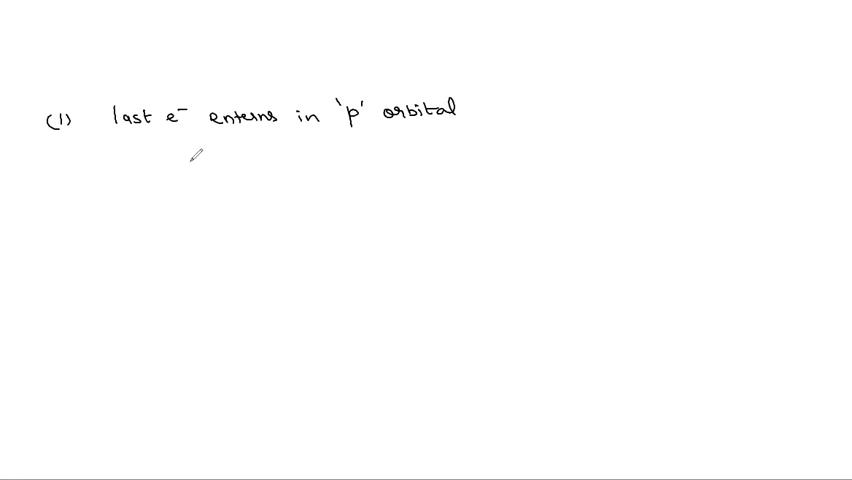 (1) last e⁻ enterns in 'p' orbital